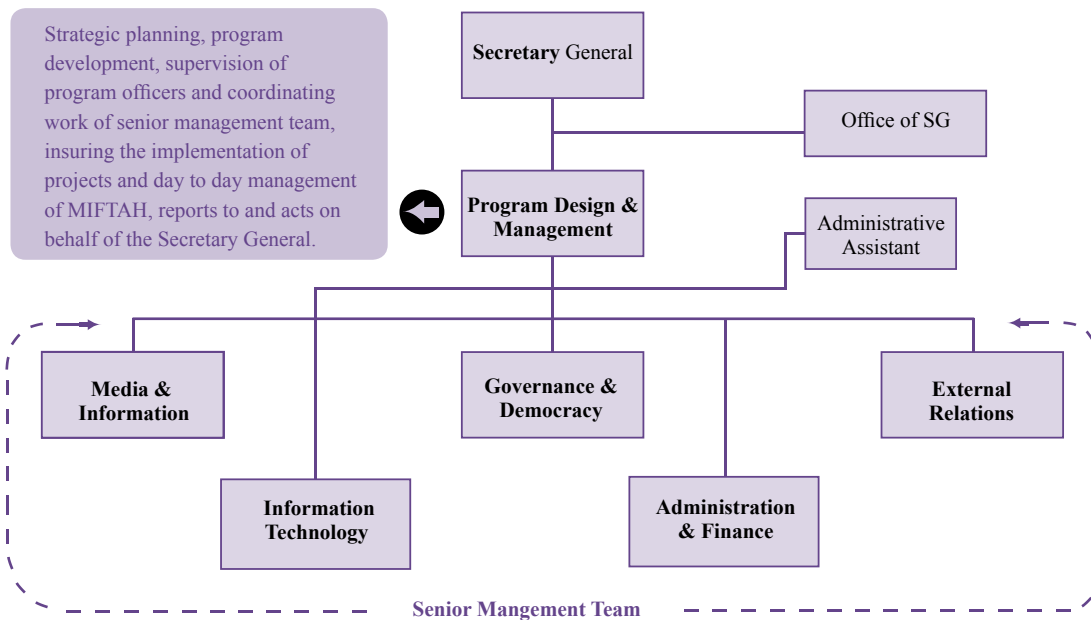 Strategic planning, program
development, supervision of
program officers and coordinating
work of senior management team,
insuring the implementation of
projects and day to day management
of MIFTAH, reports to and acts on
behalf of the Secretary General.
Secretary General
Office of SG
Program Design &
Management
Administrative
Assistant
Media &
Information
Governance &
Democracy
External
Relations
Information
Technology
Administration
& Finance
Senior Mangement Team